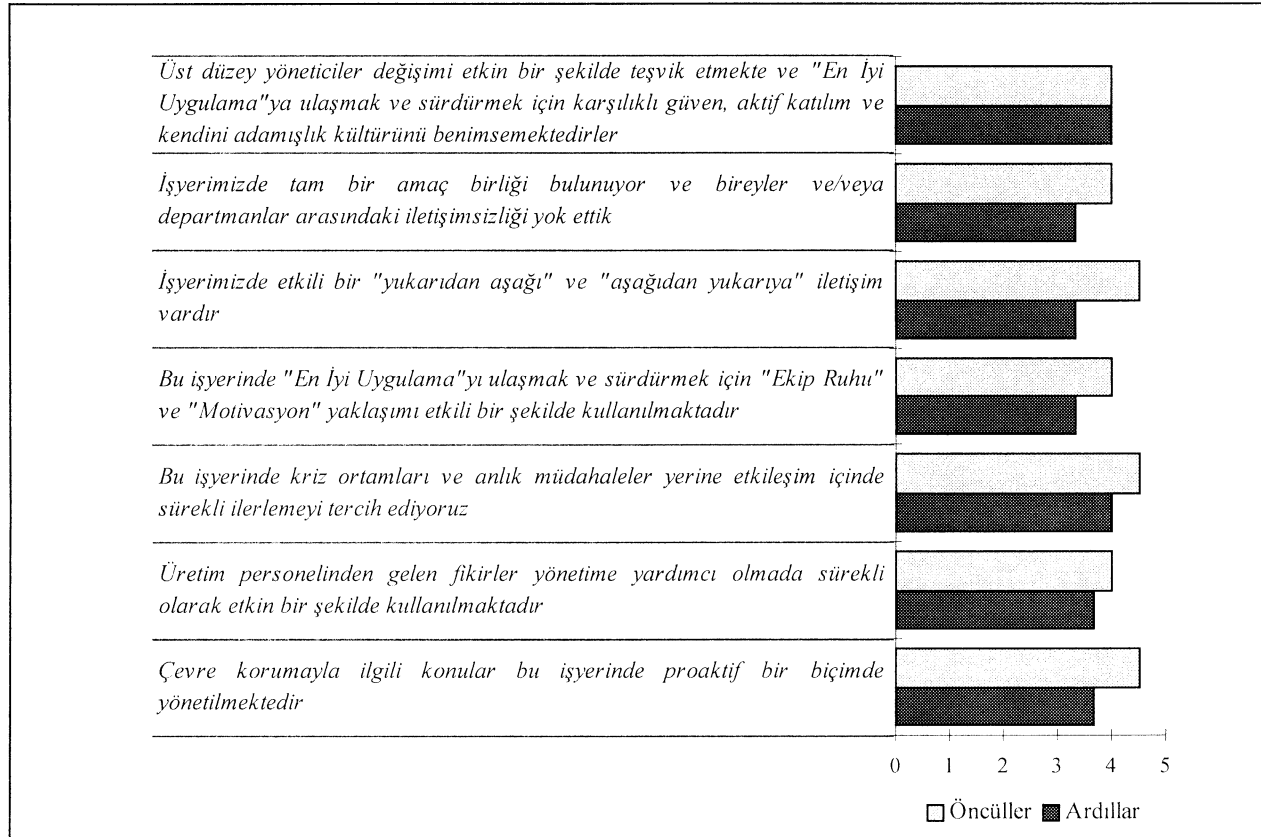 Üst düzey yöneticiler değişimi etkin bir şekilde teşvik etmekte ve "En İyi
Uygulama"ya ulaşmak ve sürdürmek için karşılıklı güven, aktif katılım ve
kendini adamışlık kültürünü benimsemektedirler
İşyerimizde tam bir amaç birliği bulunuyor ve bireyler ve/veya
departmanlar arasındaki iletişimsizliği yok ettik
İşyerimizde etkili bir "yukarıdan aşağı" ve "aşağıdan yukarıya" iletişim
vardır
Bu işyerinde "En İyi Uygulama"yı ulaşmak ve sürdürmek için "Ekip Ruhu"
ve "Motivasyon" yaklaşımı etkili bir şekilde kullanılmaktadır
Bu işyerinde kriz ortamları ve anlık müdahaleler yerine etkileşim içinde
sürekli ilerlemeyi tercih ediyoruz
Üretim personelinden gelen fikirler yönetime yardımcı olmada sürekli
olarak etkin bir şekilde kullanılmaktadır
Çevre korumayla ilgili konular bu işyerinde proaktif bir biçimde
yönetilmektedir
0 1 2 3 4 5
Öncüller Ardıllar